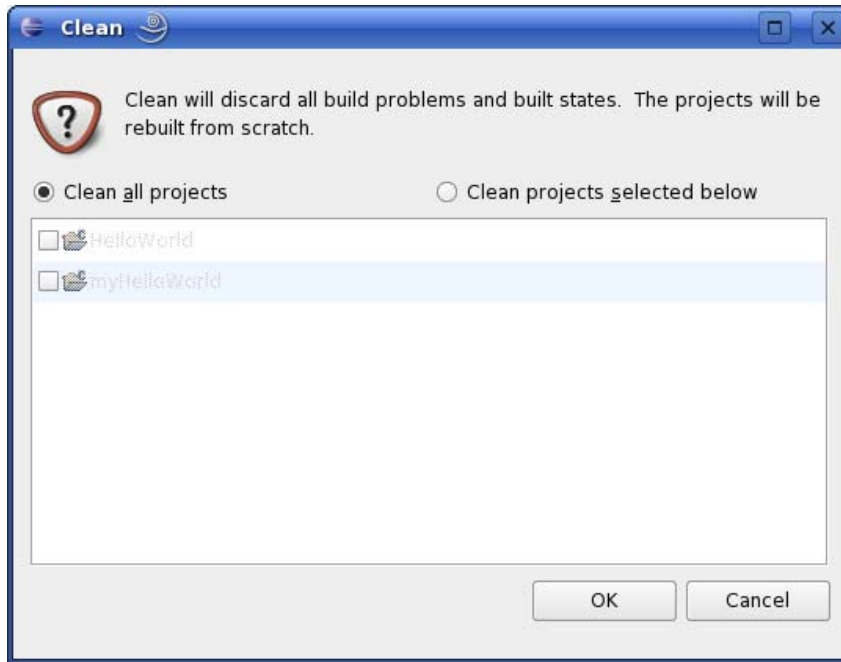 Clean
Clean will discard all build problems and built states. The projects will be
rebuilt from scratch.
Clean all projects
Clean projects selected below
HelloWorld
myHelloWorld
OK
Cancel